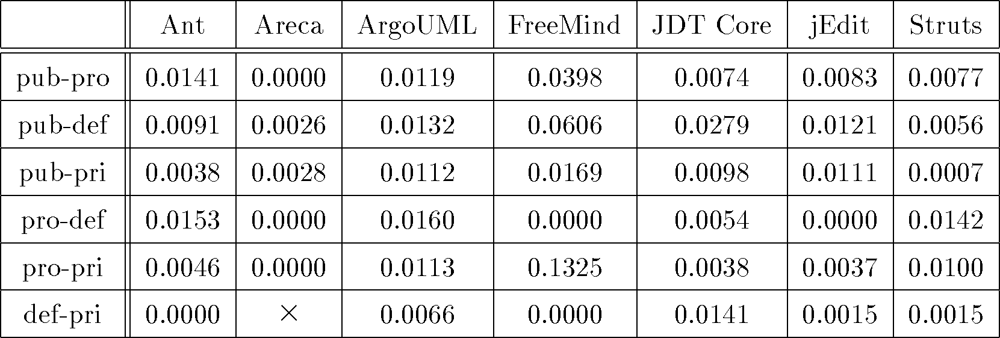 Ant Areca ArgoUML FreeMind JDT Core jEdit Struts
pub-pro 0.0141 0.0000 0.0119 0.0398 0.0074 0.0083 0.0077
pub-def 0.0091 0.0026 0.0132 0.0606 0.0279 0.0121 0.0056
pub-pri 0.0038 0.0028 0.0112 0.0169 0.0098 0.0111 0.0007
pro-def 0.0153 0.0000 0.0160 0.0000 0.0054 0.0000 0.0142
pro-pri 0.0046 0.0000 0.0113 0.1325 0.0038 0.0037 0.0100
def-pri 0.0000 × 0.0066 0.0000 0.0141 0.0015 0.0015